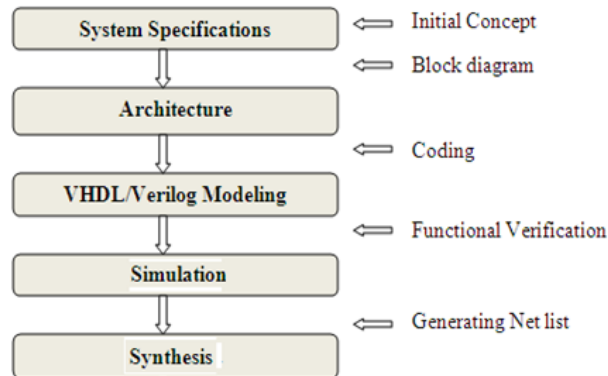 System Specifications
Initial Concept
Block diagram
Architecture
Coding
VHDL/Verilog Modeling
Functional Verification
Simulation
Generating Net list
Synthesis